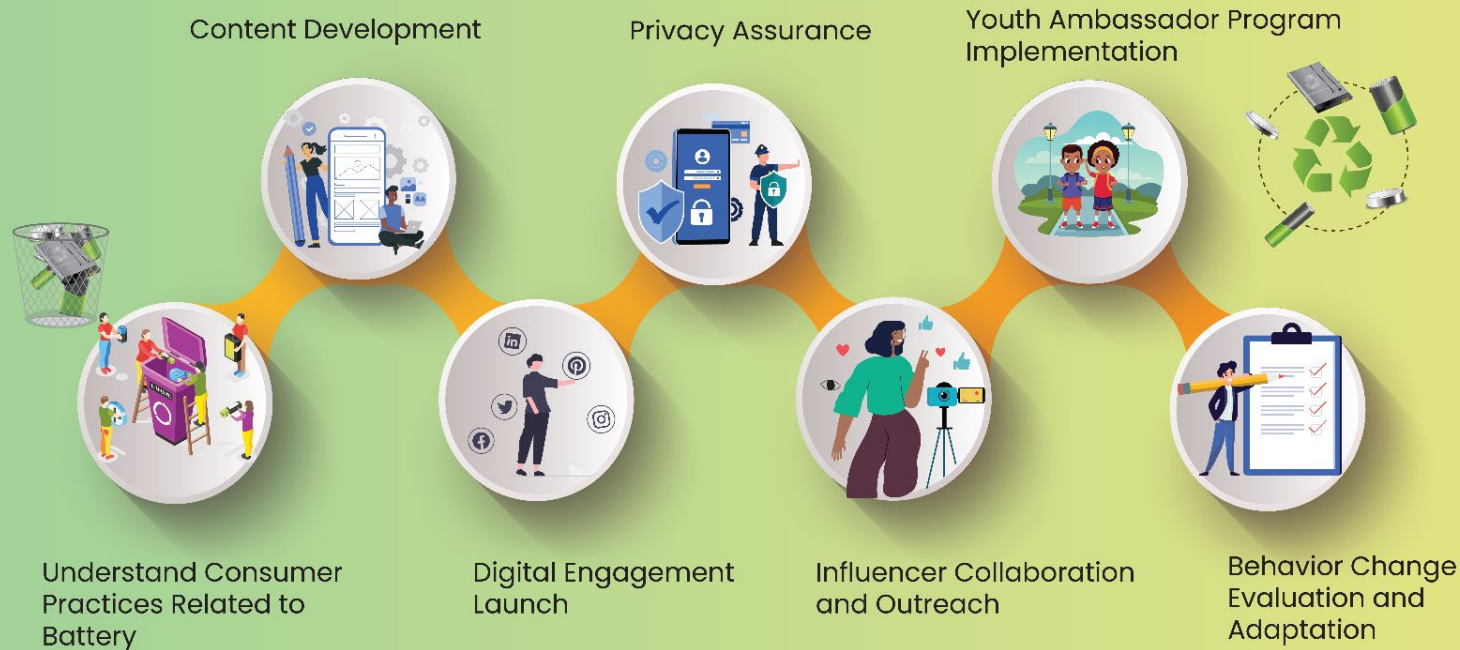 Content Development
Privacy Assurance
Youth Ambassador Program
Implementation
Understand Consumer
Practices Related to
Battery
Digital Engagement
Launch
Influencer Collaboration
and Outreach
Behavior Change
Evaluation and
Adaptation